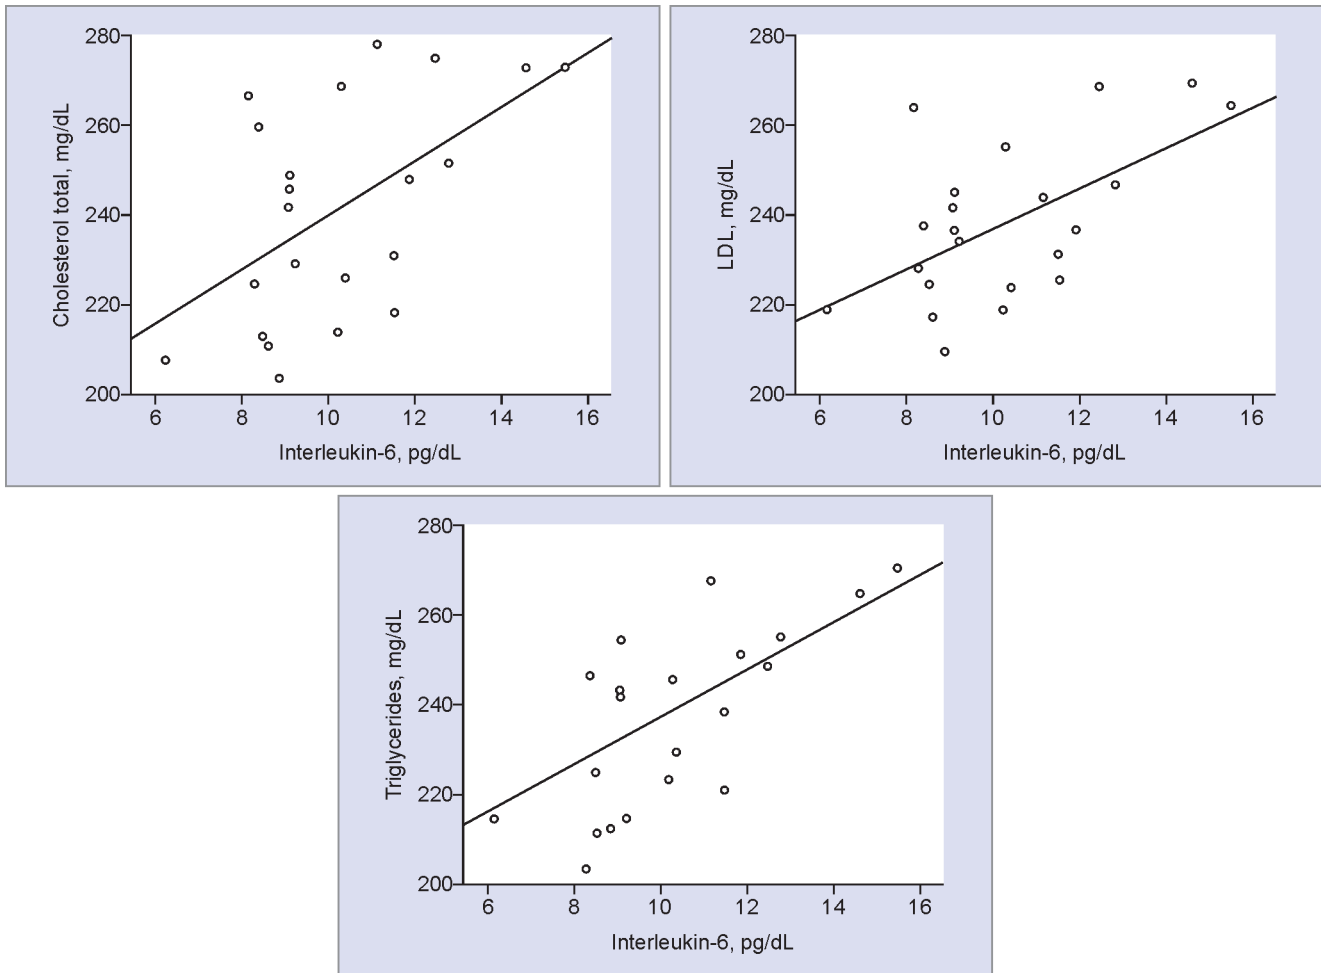 280
260
240
220
200
Cholesterol total, mg/dL
6 8 10 12 14 16
Interleukin-6, pg/dL
280
260
240
220
200
LDL, mg/dL
6 8 10 12 14 16
Interleukin-6, pg/dL
280
260
240
220
200
Triglycerides, mg/dL
6 8 10 12 14 16
Interleukin-6, pg/dL